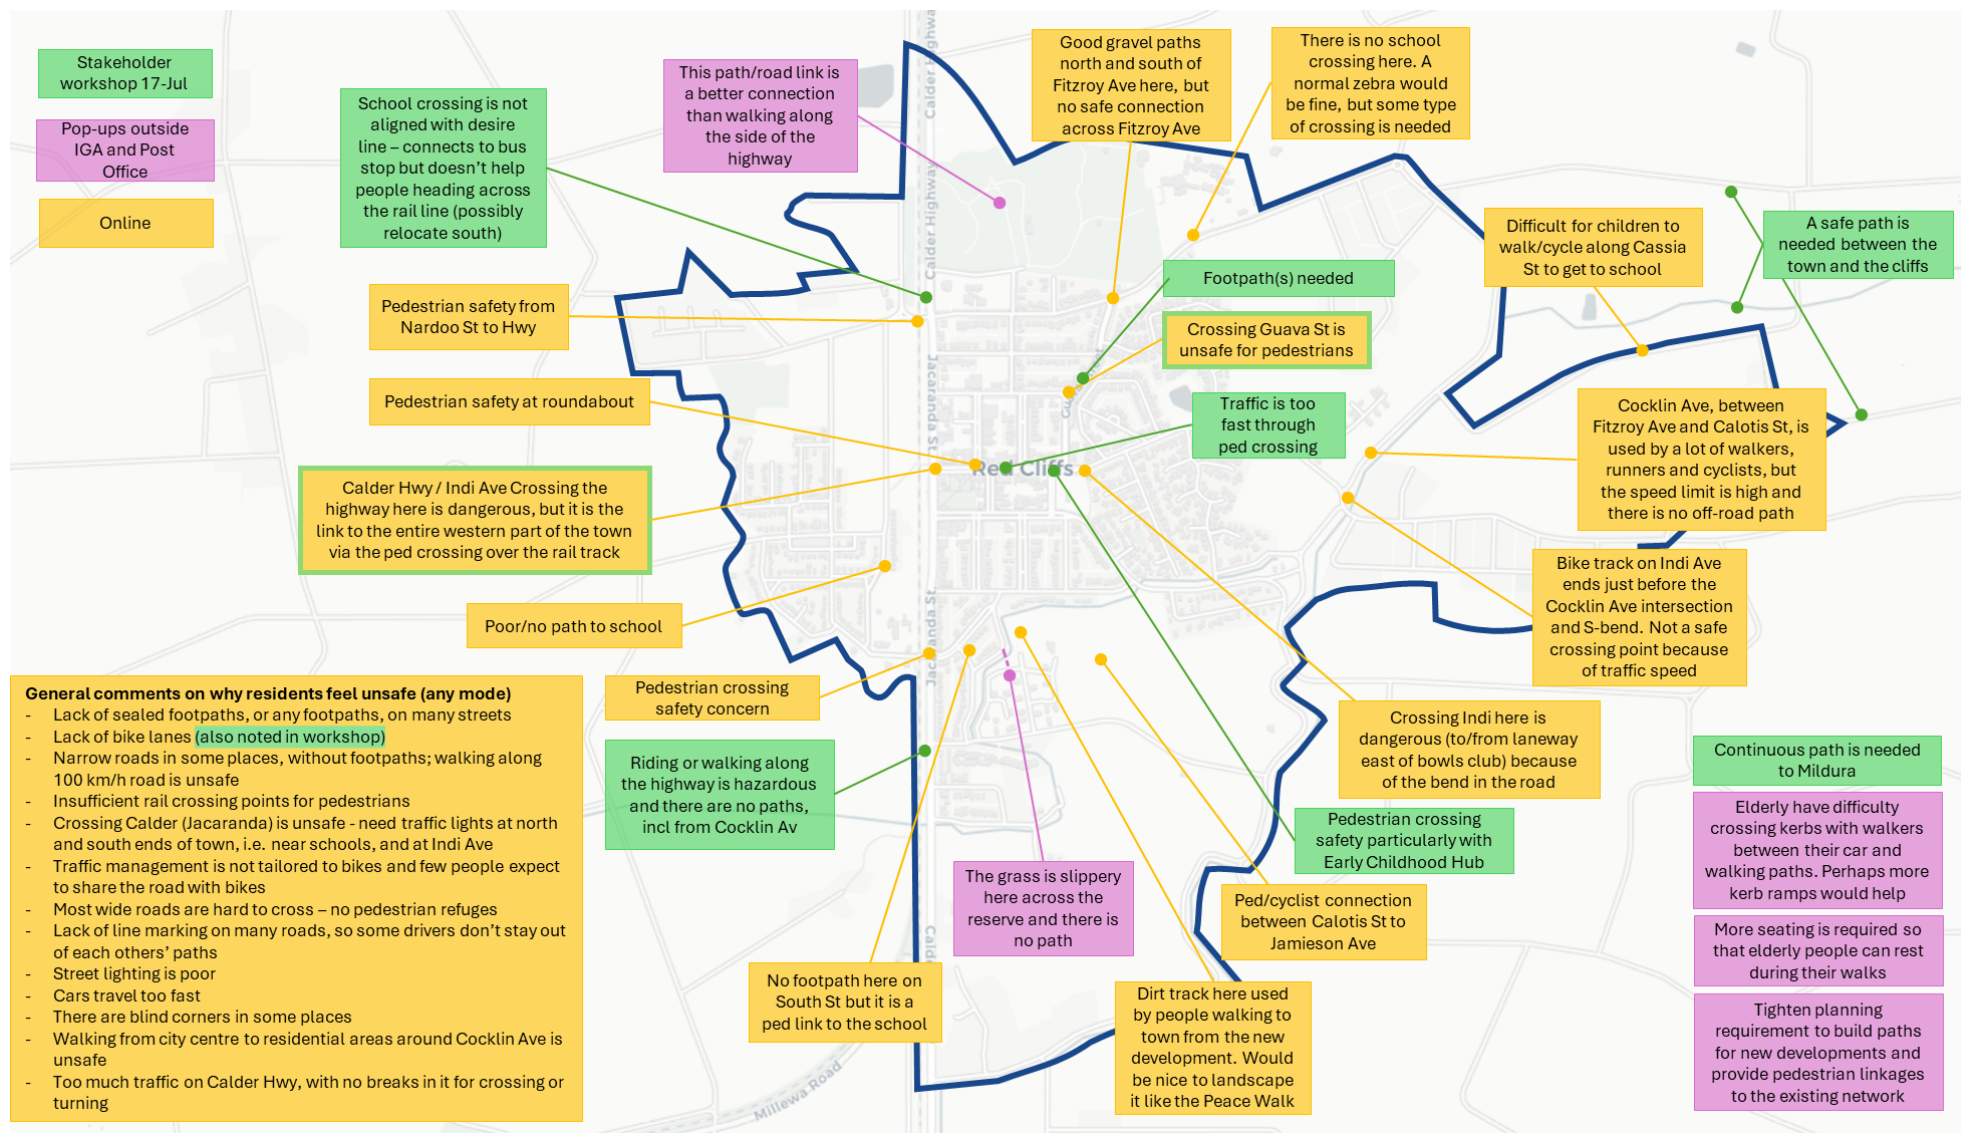 Stakeholder
workshop 17-Jul
Pop-ups outside
IGA and Post
Office
Online
School crossing is not
aligned with desire
line – connects to bus
stop but doesn't help
people heading across
the rail line (possibly
relocate south)
This path/road link is
a better connection
than walking along
the side of the
highway
Good gravel paths
north and south of
Fitzroy Ave here, but
no safe connection
across Fitzroy Ave
There is no school
crossing here. A
normal zebra would
be fine, but some type
of crossing is needed
Difficult for children to
walk/cycle along Cassia
St to get to school
A safe path is
needed between the
town and the cliffs
Footpath(s) needed
Crossing Guava St is
unsafe for pedestrians
Pedestrian safety from
Nardoo St to Hwy
Pedestrian safety at roundabout
Traffic is too
fast through
ped crossing
Cocklin Ave, between
Fitzroy Ave and Calotis St, is
used by a lot of walkers,
runners and cyclists, but
the speed limit is high and
there is no off-road path
Calder Hwy / Indi Ave Crossing the
highway here is dangerous, but it is the
link to the entire western part of the town
via the ped crossing over the rail track
Bike track on Indi Ave
ends just before the
Cocklin Ave intersection
and S-bend. Not a safe
crossing point because
of traffic speed
Poor/no path to school
Pedestrian crossing
safety concern
Riding or walking along
the highway is hazardous
and there are no paths,
incl from Cocklin Av
Crossing Indi here is
dangerous (to/from laneway
east of bowls club) because
of the bend in the road
Pedestrian crossing
safety particularly with
Early Childhood Hub
The grass is slippery
here across the
reserve and there is
no path
Ped/cyclist connection
between Calotis St to
Jamieson Ave
No footpath here on
South St but it is a
ped link to the school
Dirt track here used
by people walking to
town from the new
development. Would
be nice to landscape
it like the Peace Walk
Continuous path is needed
to Mildura
Elderly have difficulty
crossing kerbs with walkers
between their car and
walking paths. Perhaps more
kerb ramps would help
More seating is required so
that elderly people can rest
during their walks
Tighten planning
requirement to build paths
for new developments and
provide pedestrian linkages
to the existing network
General comments on why residents feel unsafe (any mode)
- Lack of sealed footpaths, or any footpaths, on many streets
- Lack of bike lanes (also noted in workshop)
- Narrow roads in some places, without footpaths; walking along
100 km/h road is unsafe
- Insufficient rail crossing points for pedestrians
- Crossing Calder (Jacaranda) is unsafe - need traffic lights at north
and south ends of town, i.e. near schools, and at Indi Ave
- Traffic management is not tailored to bikes and few people expect
to share the road with bikes
- Most wide roads are hard to cross – no pedestrian refuges
- Lack of line marking on many roads, so some drivers don't stay out
of each others' paths
- Street lighting is poor
- Cars travel too fast
- There are blind corners in some places
- Walking from city centre to residential areas around Cocklin Ave is
unsafe
- Too much traffic on Calder Hwy, with no breaks in it for crossing or
turning
Calder Highw
Calder Highway
Jacaranda St
Red Cliffs
Jacaranda St
Millewa Road